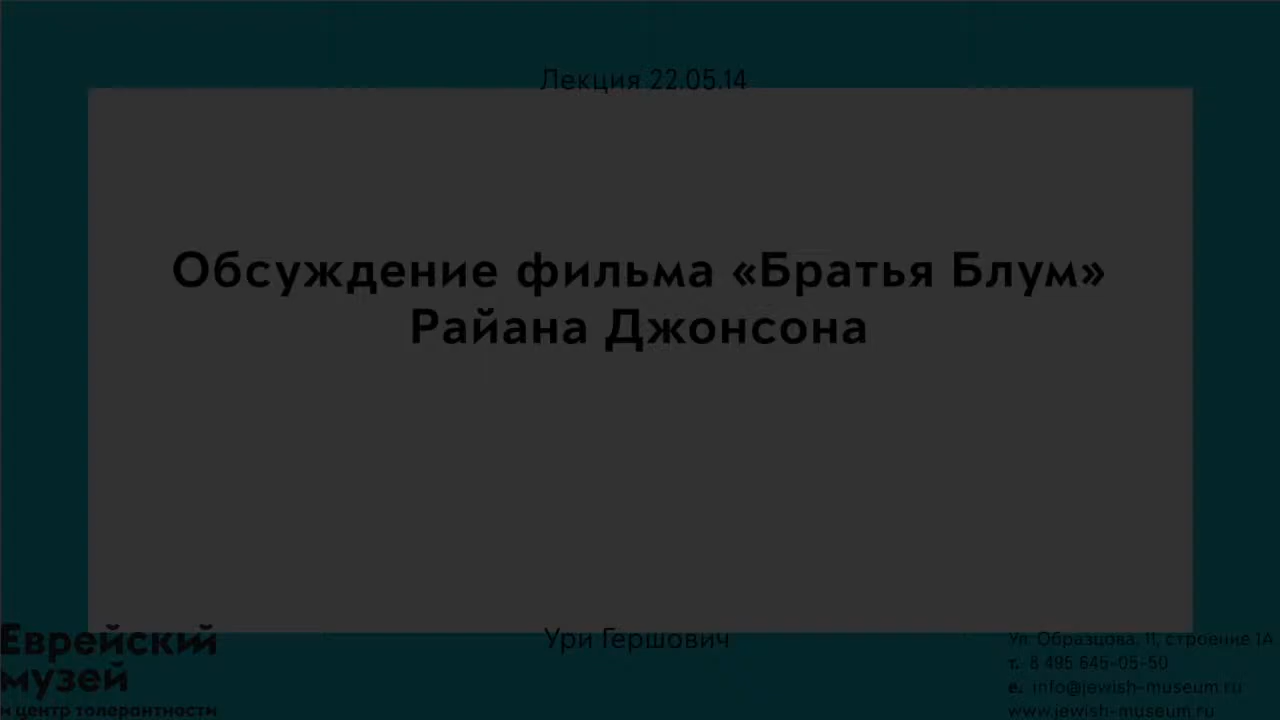 Лекция 22.05.14
Обсуждение фильма «Братья Блум»
Райана Джонсона
Ури Гершович
Еврейский
музей
и центр толерантности
Ул. Образцова, 11, строение 1А,
т. 8 495 645-05-50
e. info@jewish-museum.ru
www.jewish-museum.ru